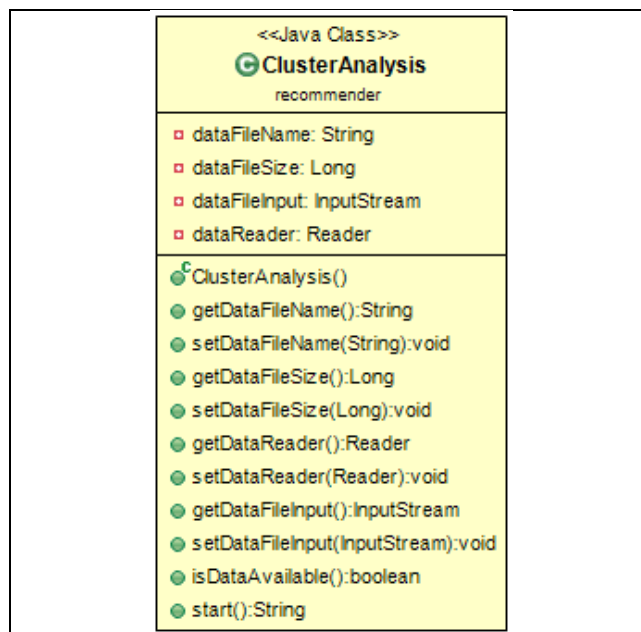 <<Java Class>>
ClusterAnalysis
recommender
dataFileName: String
dataFileSize: Long
dataFileInput: InputStream
dataReader: Reader
ClusterAnalysis()
getDataFileName():String
setDataFileName(String):void
getDataFileSize():Long
setDataFileSize(Long):void
getDataReader():Reader
setDataReader(Reader):void
getDataFileInput():InputStream
setDataFileInput(InputStream):void
isDataAvailable():boolean
start():String